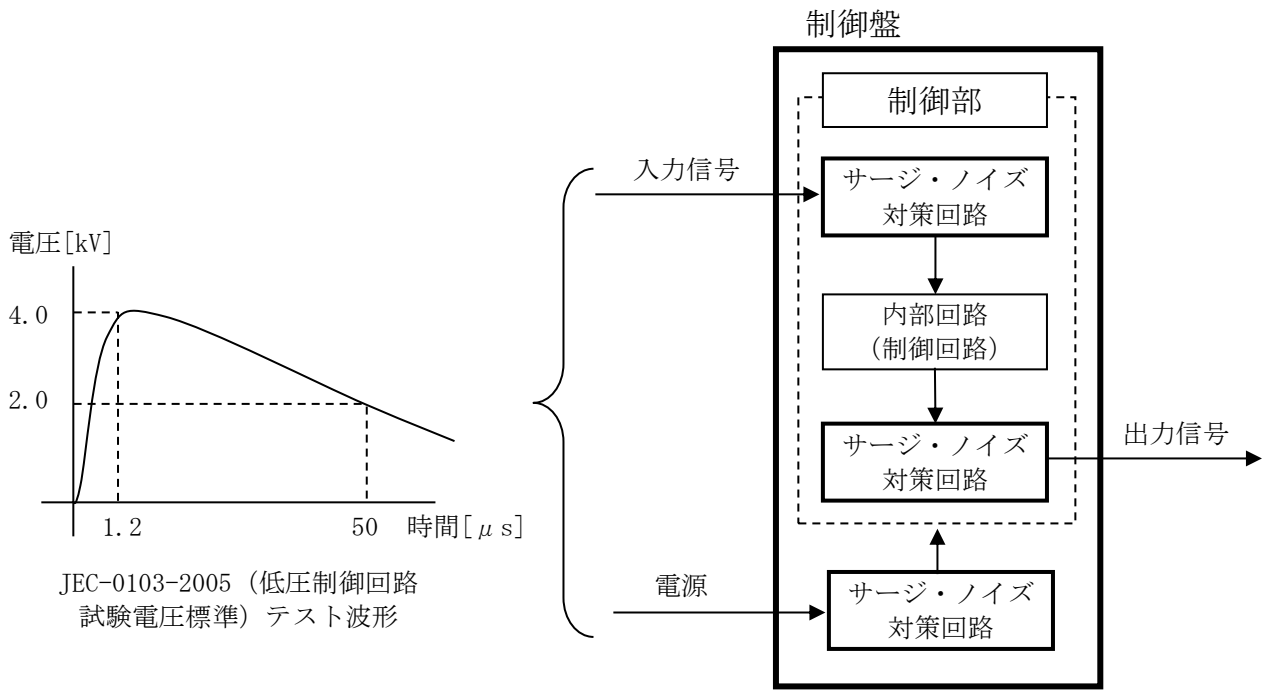 制御盤
制御部
入力信号
サージ・ノイズ
対策回路
電圧[kV]
4.0
2.0
1.2
50
時間[μs]
JEC-0103-2005（低圧制御回路
試験電圧標準）テスト波形
内部回路
（制御回路）
サージ・ノイズ
対策回路
出力信号
電源
サージ・ノイズ
対策回路